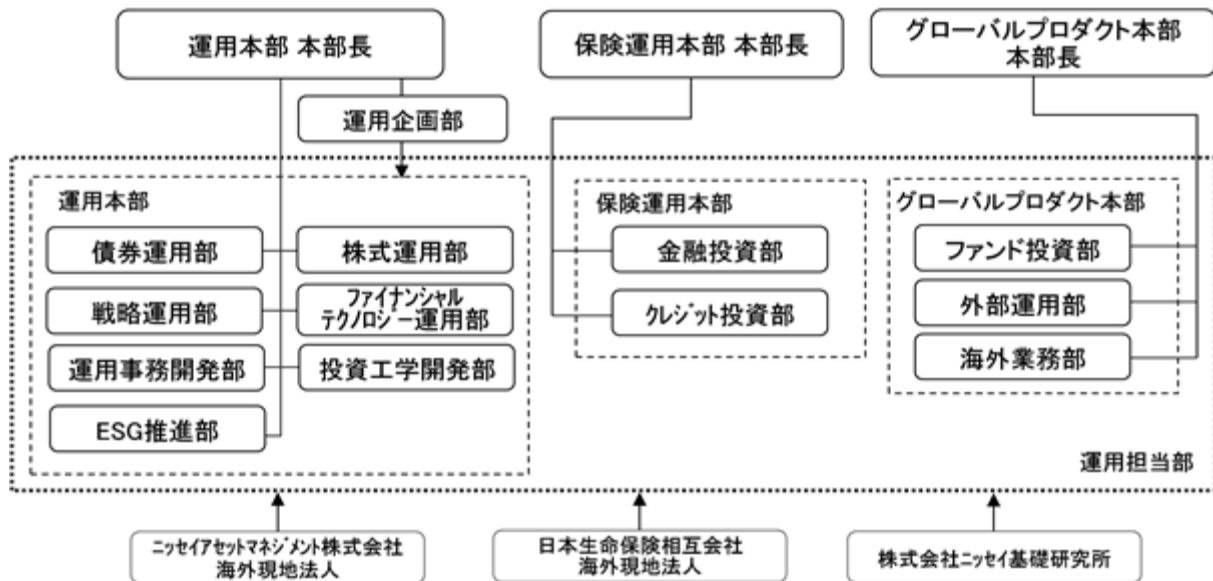 運用本部 本部長
保険運用本部 本部長
グローバルプロダクト本部
本部長
運用企画部
運用本部
債券運用部
株式運用部
戦略運用部
ファイナンシャル
テクノロジー運用部
運用事務開発部
投資工学開発部
ESG推進部
保険運用本部
金融投資部
クレジット投資部
グローバルプロダクト本部
ファンド投資部
外部運用部
海外業務部
運用担当部
ニッセイアセットマネジメント株式会社
海外現地法人
日本生命保険相互会社
海外現地法人
株式会社ニッセイ基礎研究所